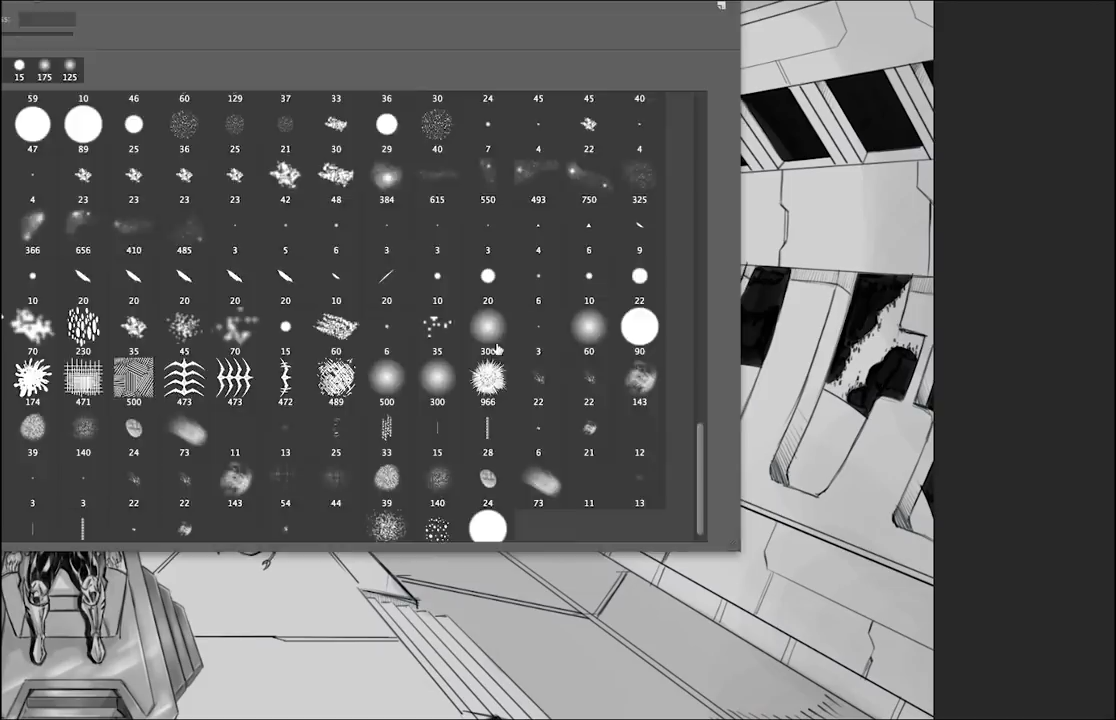 15 175 125
59 10 46 60 129 37 33 36 30 24 45 45 40
47 89 25 36 25 21 30 29 40 7 4 22 4
4 23 23 23 23 42 48 384 615 550 493 750 325
366 656 410 485 3 5 6 3 3 3 4 6 9
10 20 20 20 20 20 10 20 10 20 6 10 22
70 230 35 45 70 15 60 6 35 300 3 60 90
174 471 500 473 473 472 489 500 300 966 22 22 143
39 140 24 73 11 13 25 33 15 28 6 21 12
3 3 22 22 143 54 44 39 140 24 73 11 13